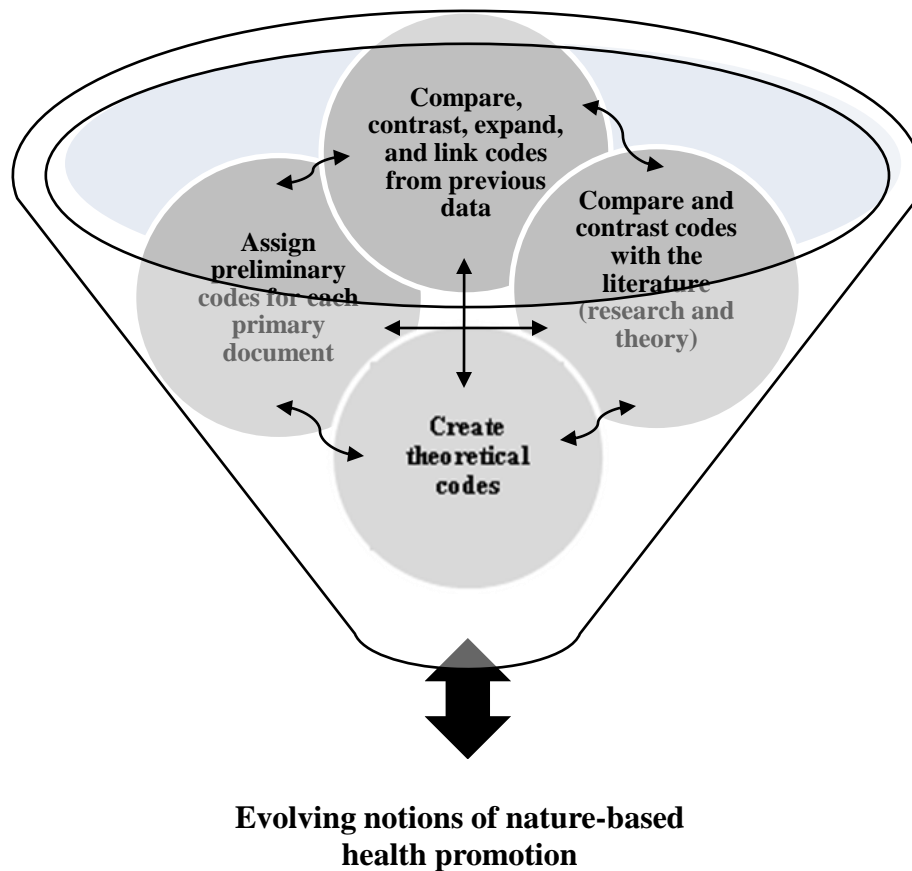 Compare,
contrast, expand,
and link codes
from previous
data
Assign
preliminary
codes for each
primary
document
Compare and
contrast codes
with the
literature
(research and
theory)
Create
theoretical
codes
Evolving notions of nature-based
health promotion